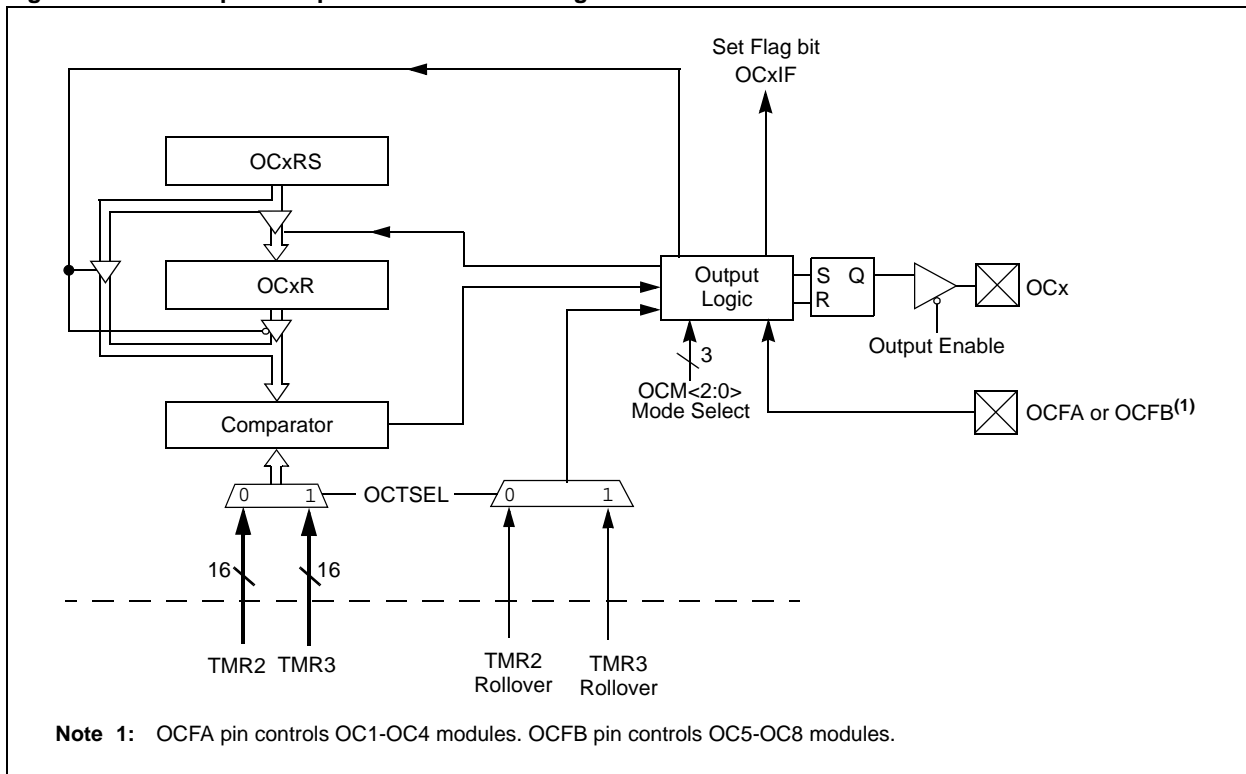 Set Flag bit
OCxIF
OCxRS
OCxR
Output
Logic
S Q
R
OCx
Output Enable
3
OCM<2:0>
Mode Select
OCFA or OCFB(1)
Comparator
0 1
OCTSEL
0 1
16
16
TMR2
TMR3
TMR2
Rollover
TMR3
Rollover
Note 1: OCFA pin controls OC1-OC4 modules. OCFB pin controls OC5-OC8 modules.